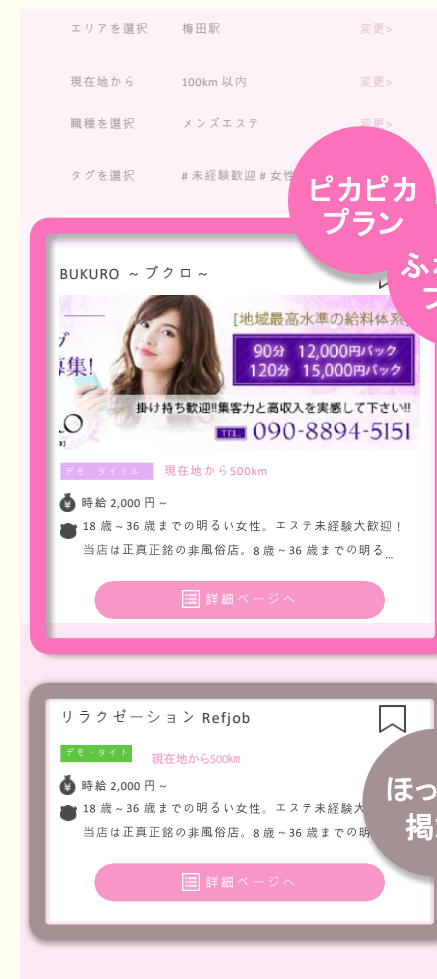 エリアを選択 梅田駅 変更>
現在地から 100km 以内 変更>
職種を選択 メンズエステ 変更>
タグを選択 #未経験歓迎#女性
ピカピカ
プラン
BUKURO ～ブクロ～
[地域最高水準の給料体系]
集!
90分 12,000円バック
120分 15,000円バック
掛け持ち歓迎!!集客力と高収入を実感して下さい!!
TEL. 090-8894-5151
デモ・タイトル 現在地から500km
時給 2,000 円～
18 歳～36 歳までの明るい女性。エステ未経験大歓迎！
当店は正真正銘の非風俗店。8 歳～36 歳までの明る...
詳細ページへ
リラクゼーション Refjob
デモ・タイト 現在地から500km
時給 2,000 円～
18 歳～36 歳までの明るい女性。エステ未経験大
当店は正真正銘の非風俗店。8 歳～36 歳までの明
ほっ
掲
詳細ページへ